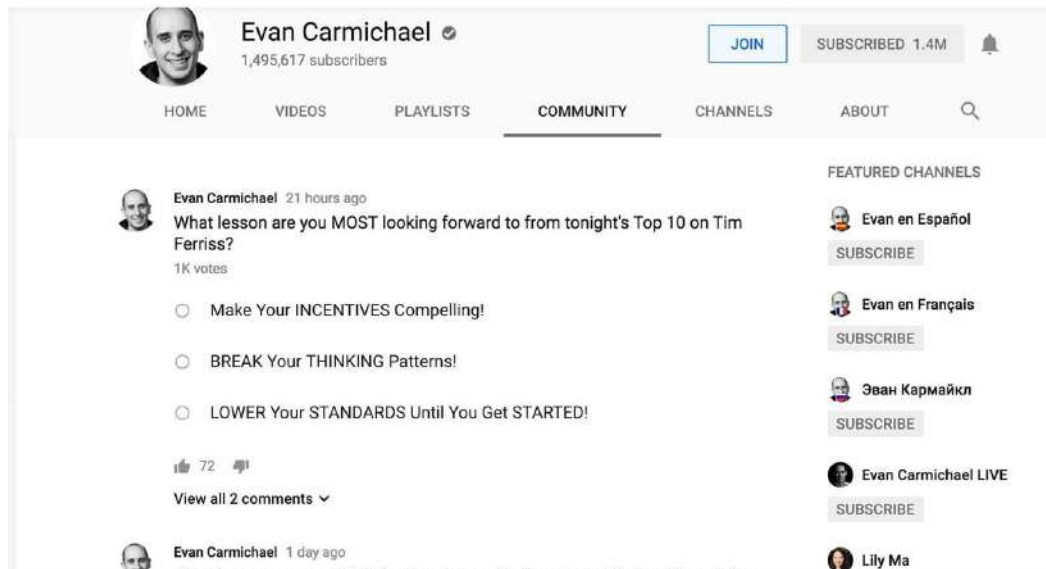 Evan Carmichael
1,495,617 subscribers
JOIN
SUBSCRIBED 1.4M
HOME VIDEOS PLAYLISTS COMMUNITY CHANNELS ABOUT
Evan Carmichael 21 hours ago
What lesson are you MOST looking forward to from tonight's Top 10 on Tim
Ferriss?
1K votes
Make Your INCENTIVES Compelling!
BREAK Your THINKING Patterns!
LOWER Your STANDARDS Until You Get STARTED!
72
View all 2 comments
Evan Carmichael 1 day ago
FEATURED CHANNELS
Evan en Español
SUBSCRIBE
Evan en Français
SUBSCRIBE
Эван Кармайкл
SUBSCRIBE
Evan Carmichael LIVE
SUBSCRIBE
Lily Ma